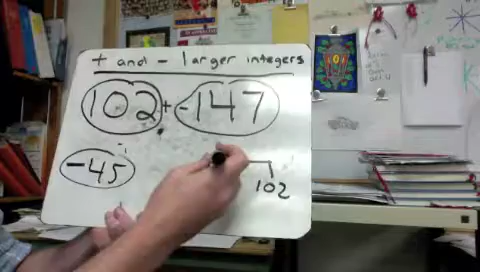 + and - larger integers
102 + -147
-45
102